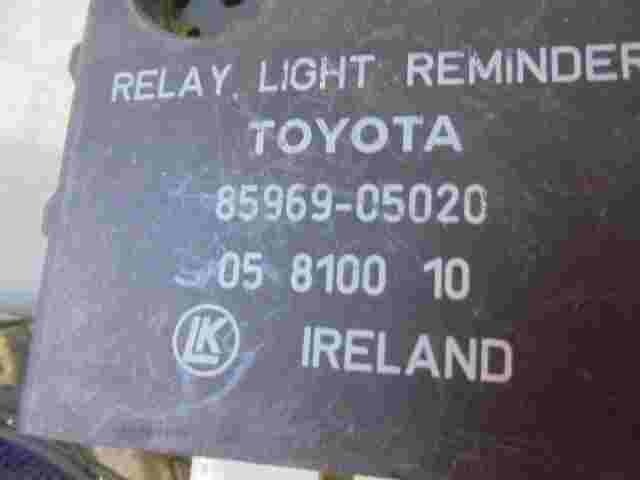 RELAY, LIGHT REMINDER
TOYOTA
85969-05020
05 8100 10
LK IRELAND